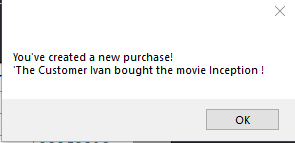 You've created a new purchase!
'The Customer Ivan bought the movie Inception !
OK